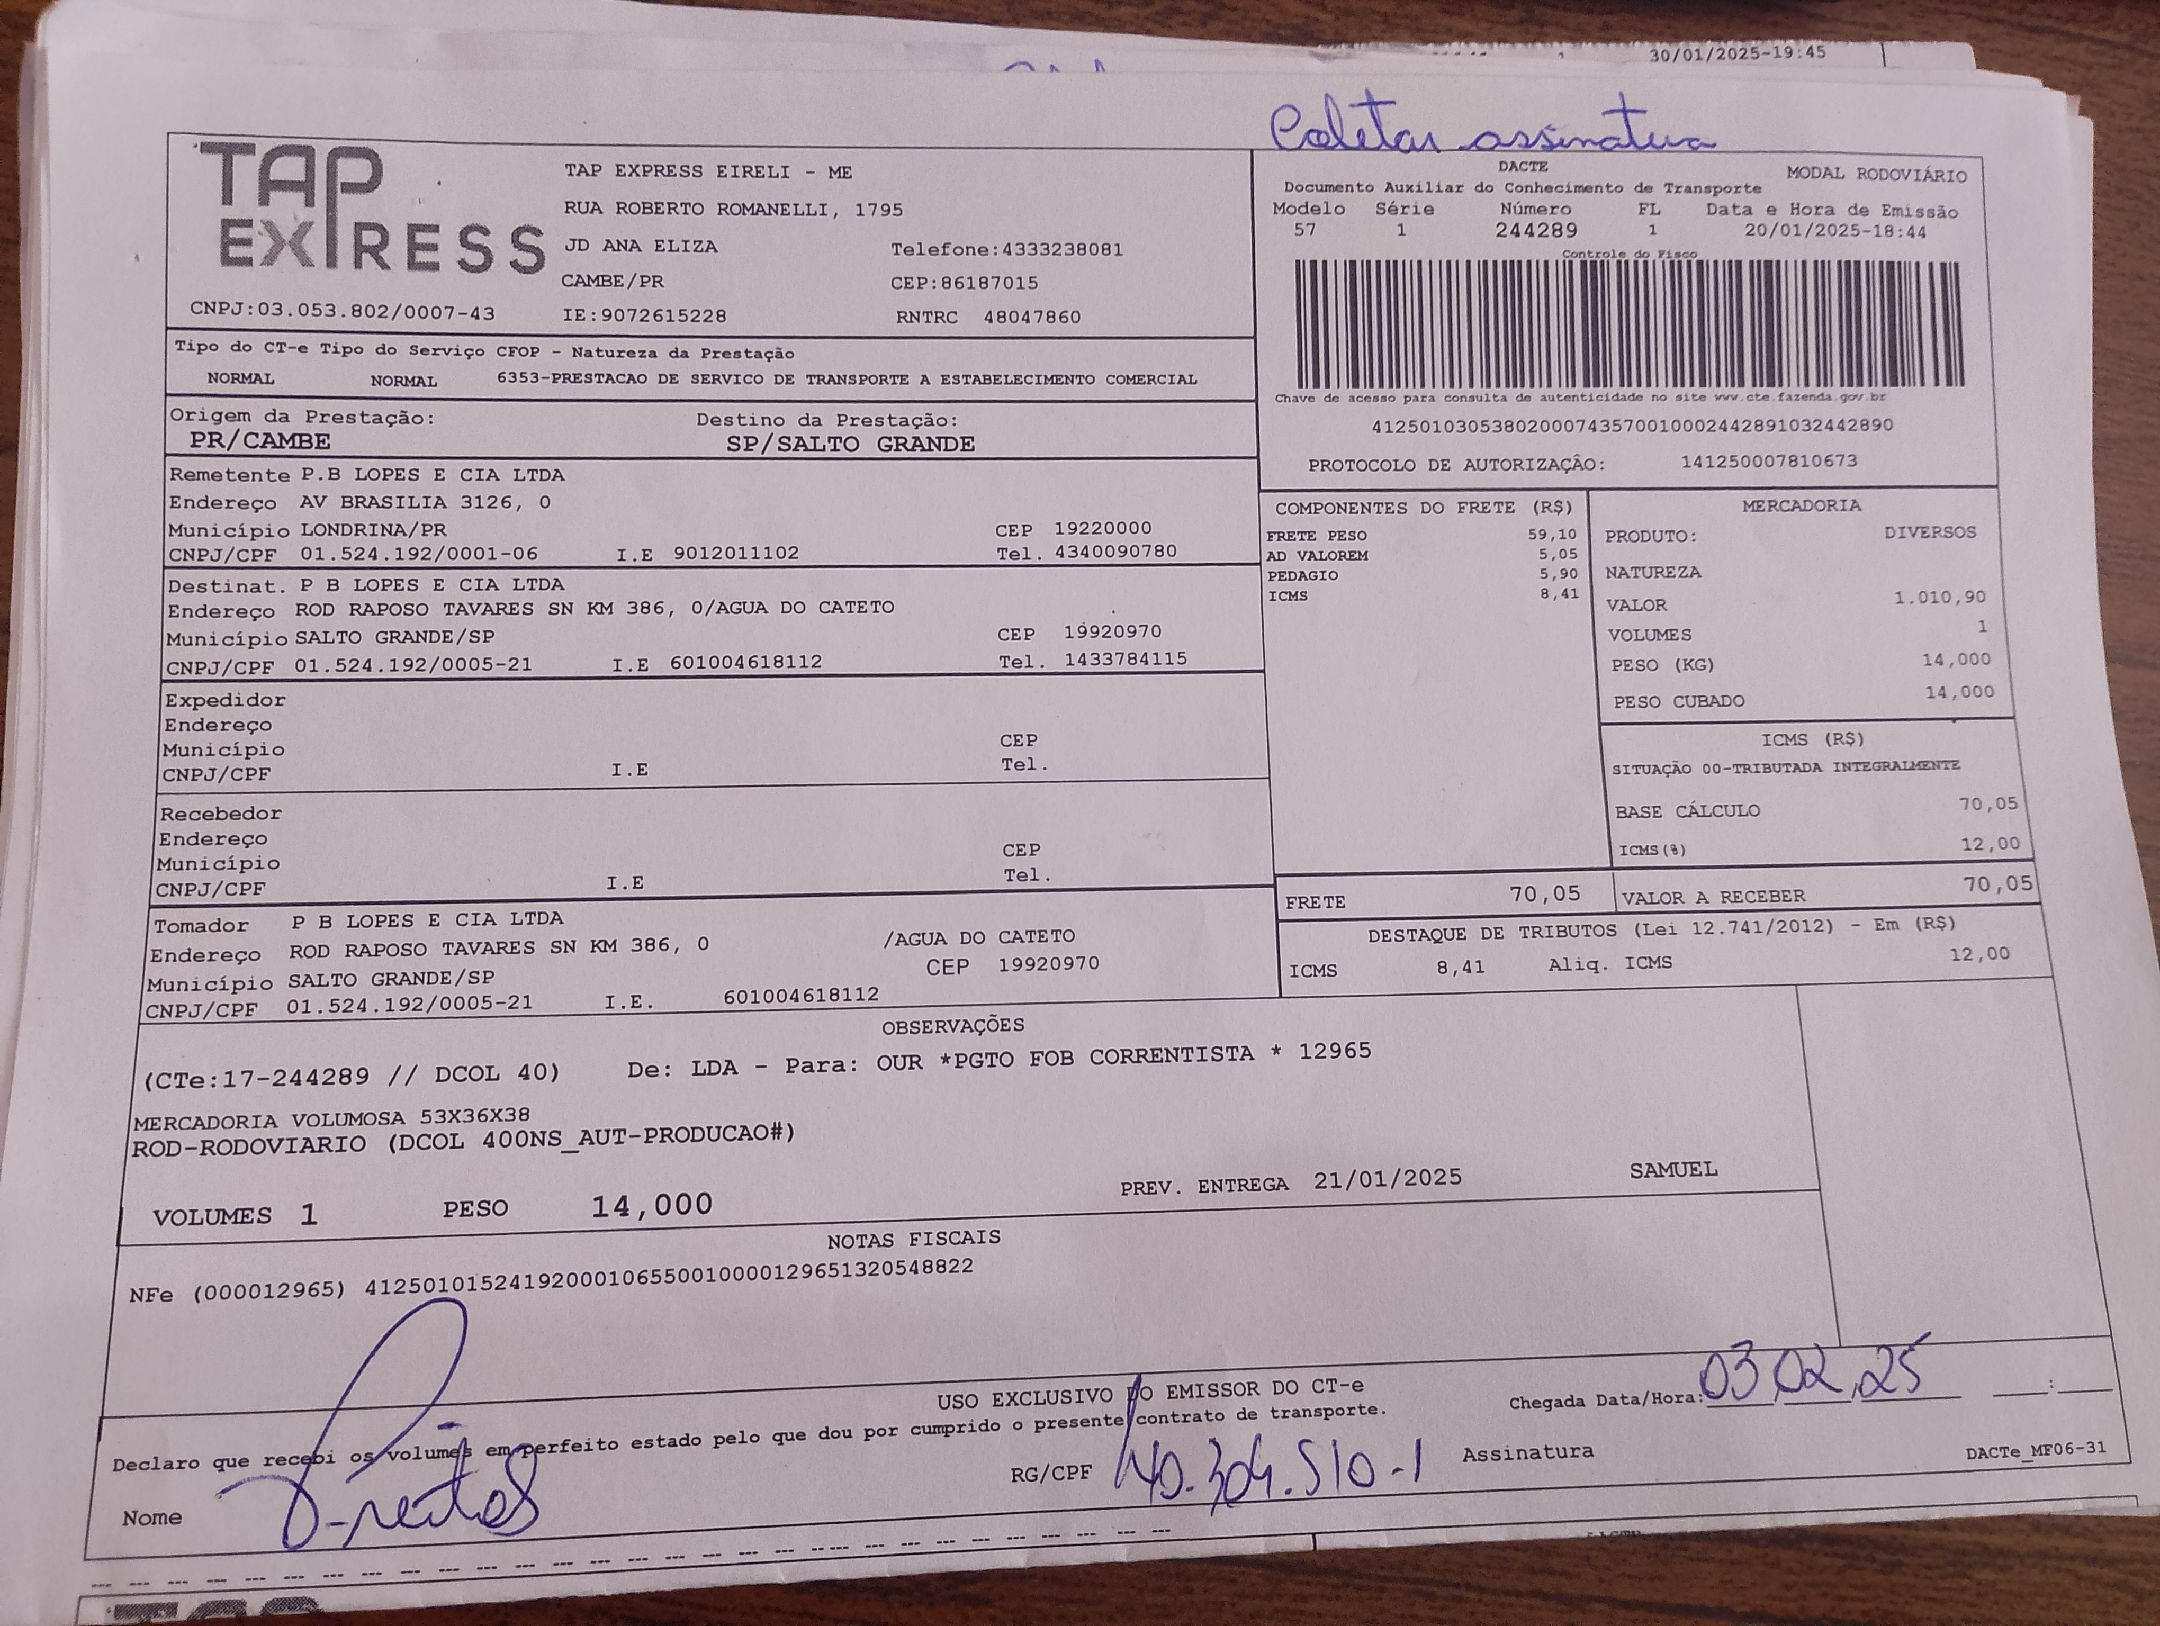 30/01/2025-19:45
Coletar assinatura
TAP EXPRESS
TAP EXPRESS EIRELI - ME
RUA ROBERTO ROMANELLI, 1795
JD ANA ELIZA Telefone:4333238081
CAMBE/PR CEP:86187015
CNPJ:03.053.802/0007-43 IE:9072615228 RNTRC 48047860
DACTE MODAL RODOVIÁRIO
Documento Auxiliar do Conhecimento de Transporte
Modelo Série Número FL Data e Hora de Emissão
57 1 244289 1 20/01/2025-18:44
Controle do Fisco
Chave de acesso para consulta de autenticidade no site www.cte.fazenda.gov.br
41250103053802000743570010002442891032442890
PROTOCOLO DE AUTORIZAÇÂO: 141250007810673
Tipo do CT-e Tipo do Serviço CFOP - Natureza da Prestação
NORMAL NORMAL 6353-PRESTACAO DE SERVICO DE TRANSPORTE A ESTABELECIMENTO COMERCIAL
Origem da Prestação: Destino da Prestação:
PR/CAMBE SP/SALTO GRANDE
Remetente P.B LOPES E CIA LTDA
Endereço AV BRASILIA 3126, 0
Município LONDRINA/PR CEP 19220000
CNPJ/CPF 01.524.192/0001-06 I.E 9012011102 Tel. 4340090780
Destinat. P B LOPES E CIA LTDA
Endereço ROD RAPOSO TAVARES SN KM 386, 0/AGUA DO CATETO
Município SALTO GRANDE/SP CEP 19920970
CNPJ/CPF 01.524.192/0005-21 I.E 601004618112 Tel. 1433784115
Expedidor
Endereço
Município CEP
CNPJ/CPF I.E Tel.
Recebedor
Endereço
Município CEP
CNPJ/CPF I.E Tel.
Tomador P B LOPES E CIA LTDA
Endereço ROD RAPOSO TAVARES SN KM 386, 0 /AGUA DO CATETO
Município SALTO GRANDE/SP CEP 19920970
CNPJ/CPF 01.524.192/0005-21 I.E. 601004618112
COMPONENTES DO FRETE (R$)
FRETE PESO 59,10
AD VALOREM 5,05
PEDAGIO 5,90
ICMS 8,41
MERCADORIA
PRODUTO: DIVERSOS
NATUREZA
VALOR 1.010,90
VOLUMES 1
PESO (KG) 14,000
PESO CUBADO 14,000
ICMS (R$)
SITUAÇÃO 00-TRIBUTADA INTEGRALMENTE
BASE CÁLCULO 70,05
ICMS(%) 12,00
FRETE 70,05 VALOR A RECEBER 70,05
DESTAQUE DE TRIBUTOS (Lei 12.741/2012) - Em (R$)
ICMS 8,41 Aliq. ICMS 12,00
OBSERVAÇÕES
(CTe:17-244289 // DCOL 40) De: LDA - Para: OUR *PGTO FOB CORRENTISTA * 12965
MERCADORIA VOLUMOSA 53X36X38
ROD-RODOVIARIO (DCOL 400NS_AUT-PRODUCAO#)
VOLUMES 1 PESO 14,000 PREV. ENTREGA 21/01/2025 SAMUEL
NOTAS FISCAIS
NFe (000012965) 41250101524192000106550010000129651320548822
USO EXCLUSIVO DO EMISSOR DO CT-e
Chegada Data/Hora: 03 02 25 :
Declaro que recebi os volumes em perfeito estado pelo que dou por cumprido o presente contrato de transporte.
Nome RG/CPF 40.304.510-1 Assinatura DACTe_MF06-31